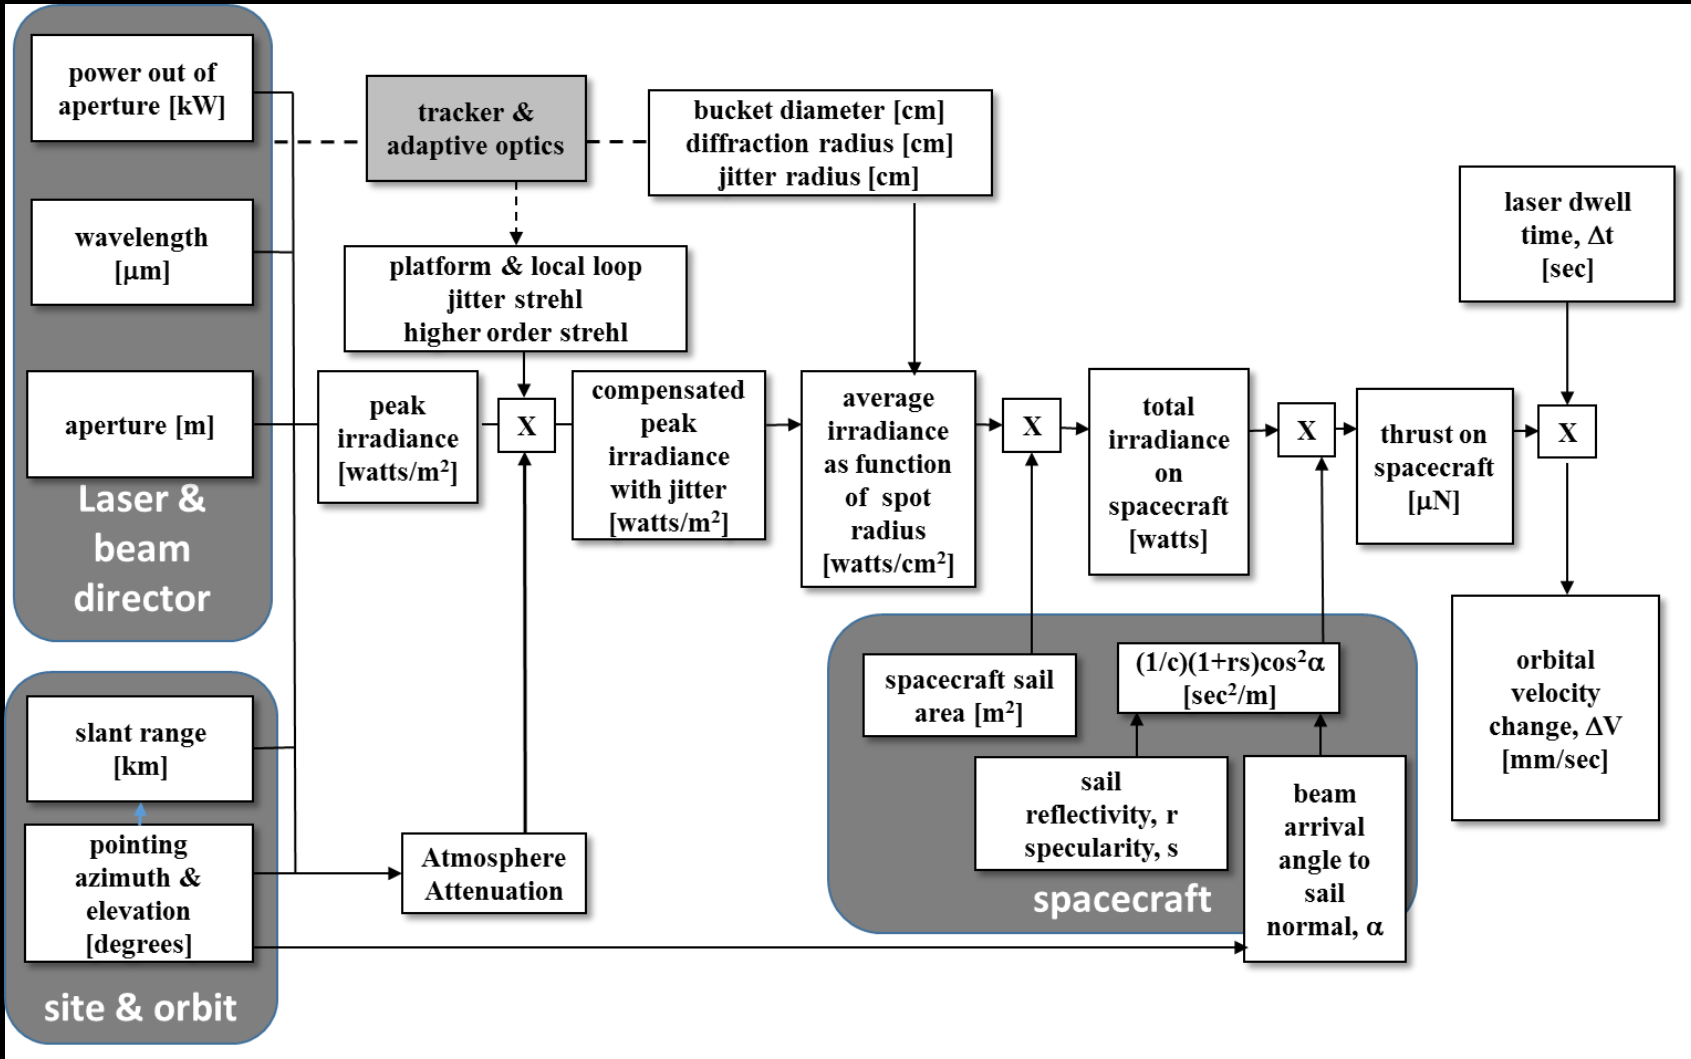 power out of
aperture [kW]
wavelength
[μm]
aperture [m]
Laser &
beam
director
slant range
[km]
pointing
azimuth &
elevation
[degrees]
site & orbit
tracker &
adaptive optics
bucket diameter [cm]
diffraction radius [cm]
jitter radius [cm]
platform & local loop
jitter strehl
higher order strehl
peak
irradiance
[watts/m²]
X
compensated
peak
irradiance
with jitter
[watts/m²]
average
irradiance
as function
of spot
radius
[watts/cm²]
X
total
irradiance
on
spacecraft
[watts]
X
thrust on
spacecraft
[μN]
X
laser dwell
time, Δt
[sec]
orbital
velocity
change, ΔV
[mm/sec]
Atmosphere
Attenuation
spacecraft sail
area [m²]
(1/c)(1+rs)cos²α
[sec²/m]
sail
reflectivity, r
specularity, s
beam
arrival
angle to
sail
normal, α
spacecraft